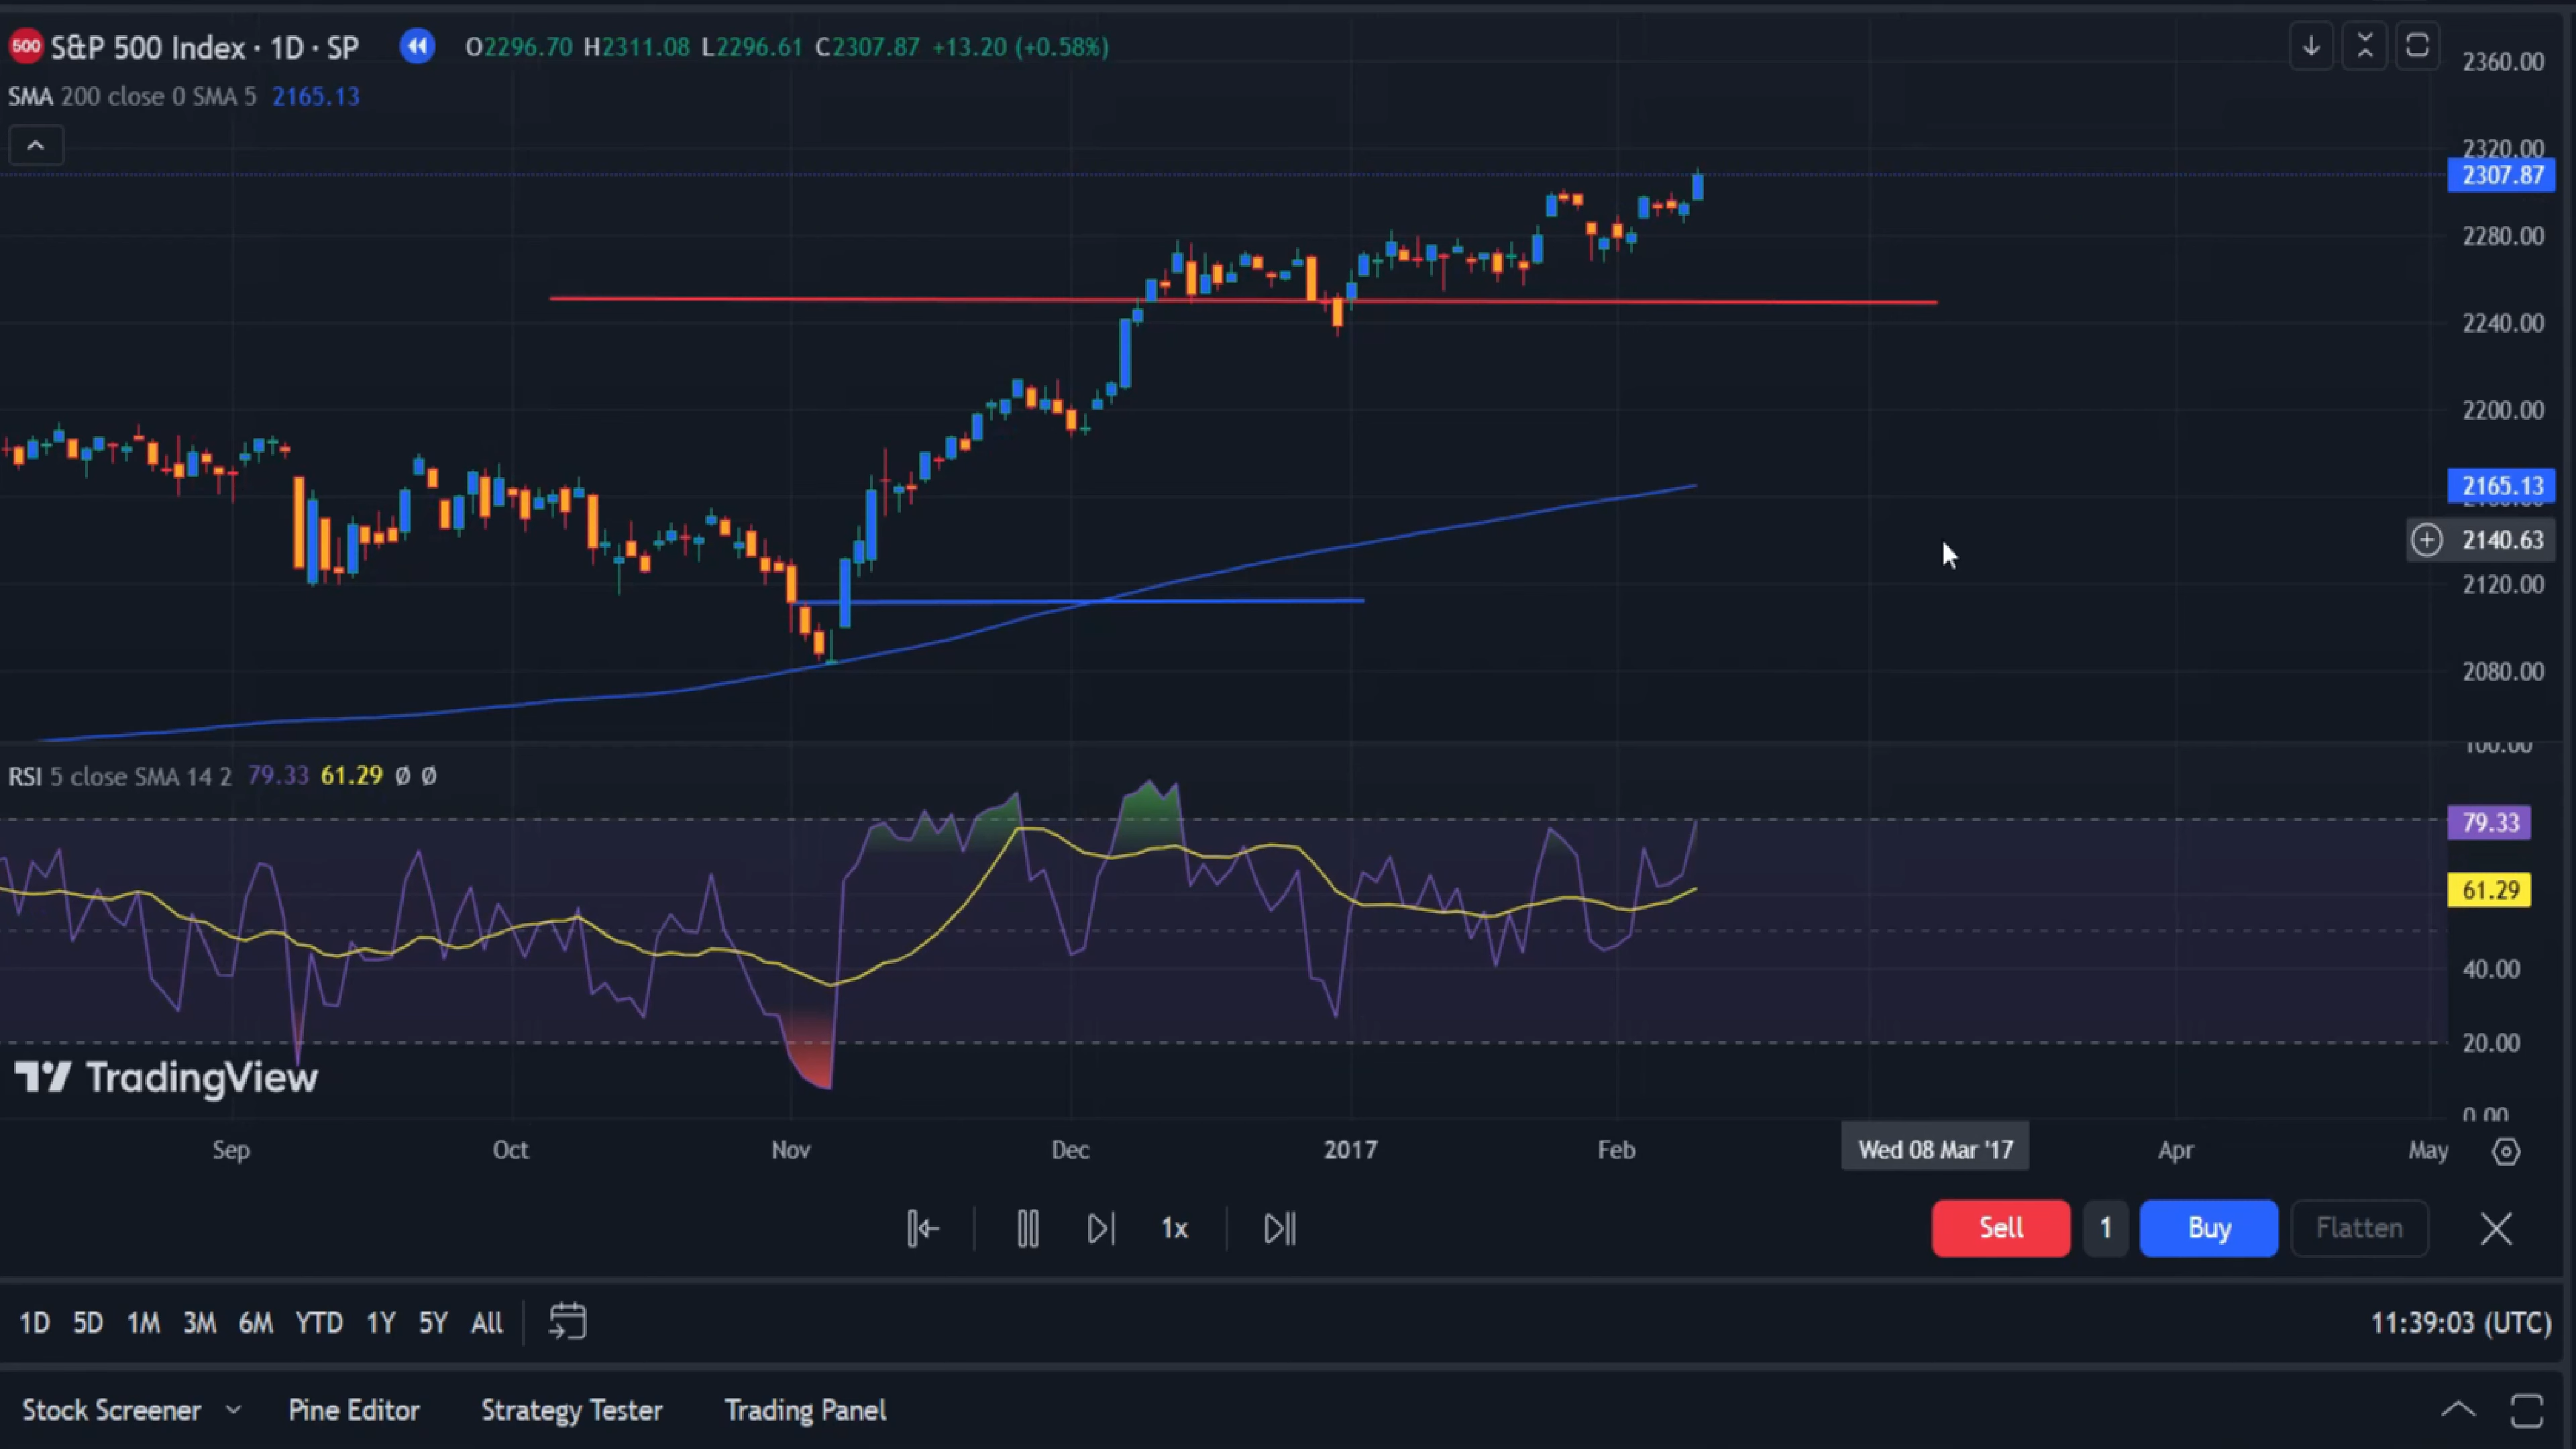 500 S&P 500 Index · 1D · SP O2296.70 H2311.08 L2296.61 C2307.87 +13.20 (+0.58%)
SMA 200 close 0 SMA 5 2165.13
2360.00
2320.00
2307.87
2280.00
2240.00
2200.00
2165.13
2140.63
2120.00
2080.00
100.00
RSI 5 close SMA 14 2 79.33 61.29 Ø Ø
79.33
61.29
40.00
20.00
TradingView
0.00
Sep Oct Nov Dec 2017 Feb Wed 08 Mar '17 Apr May
1x Sell 1 Buy Flatten
1D 5D 1M 3M 6M YTD 1Y 5Y All 11:39:03 (UTC)
Stock Screener Pine Editor Strategy Tester Trading Panel